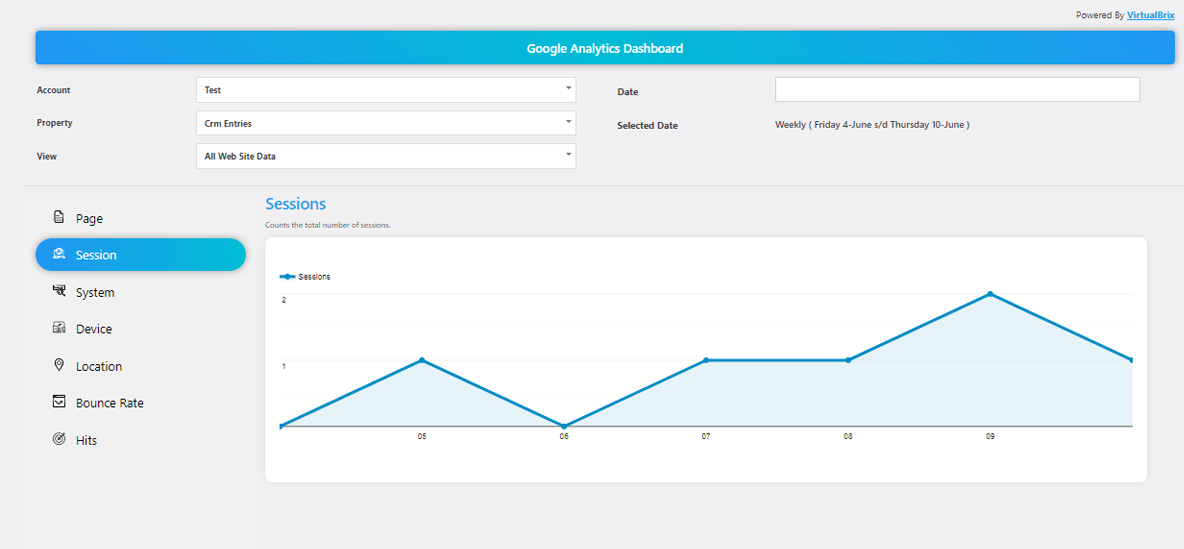 Powered By VirtualBrix
Google Analytics Dashboard
Account
Test
Date
Property
Crm Entries
Selected Date
Weekly ( Friday 4-June s/d Thursday 10-June )
View
All Web Site Data
Page
Session
System
Device
Location
Bounce Rate
Hits
Sessions
Counts the total number of sessions.
Sessions
2
1
05 06 07 08 09